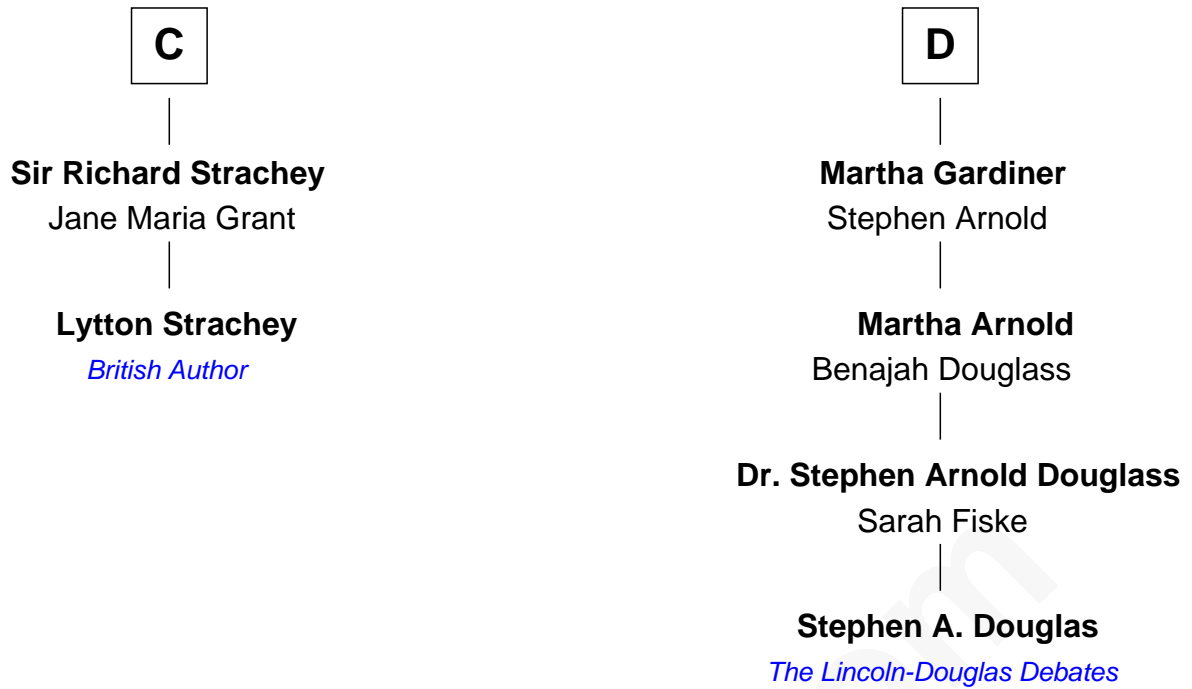 C
Sir Richard Strachey
Jane Maria Grant
Lytton Strachey
British Author
D
Martha Gardiner
Stephen Arnold
Martha Arnold
Benajah Douglass
Dr. Stephen Arnold Douglass
Sarah Fiske
Stephen A. Douglas
The Lincoln-Douglas Debates